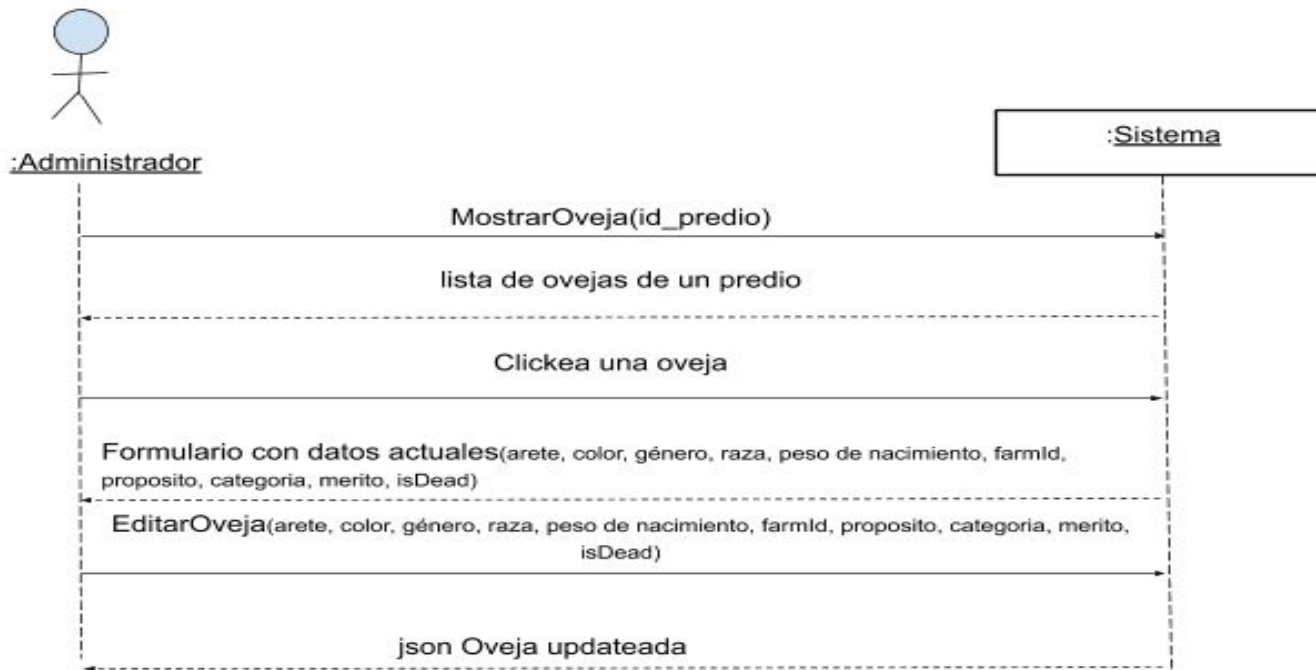 :Administrador
:Sistema
MostrarOveja(id_predio)
lista de ovejas de un predio
Clickea una oveja
Formulario con datos actuales(arete, color, género, raza, peso de nacimiento, farmId,
proposito, categoria, merito, isDead)
EditarOveja(arete, color, género, raza, peso de nacimiento, farmId, proposito, categoria, merito,
isDead)
json Oveja updateada